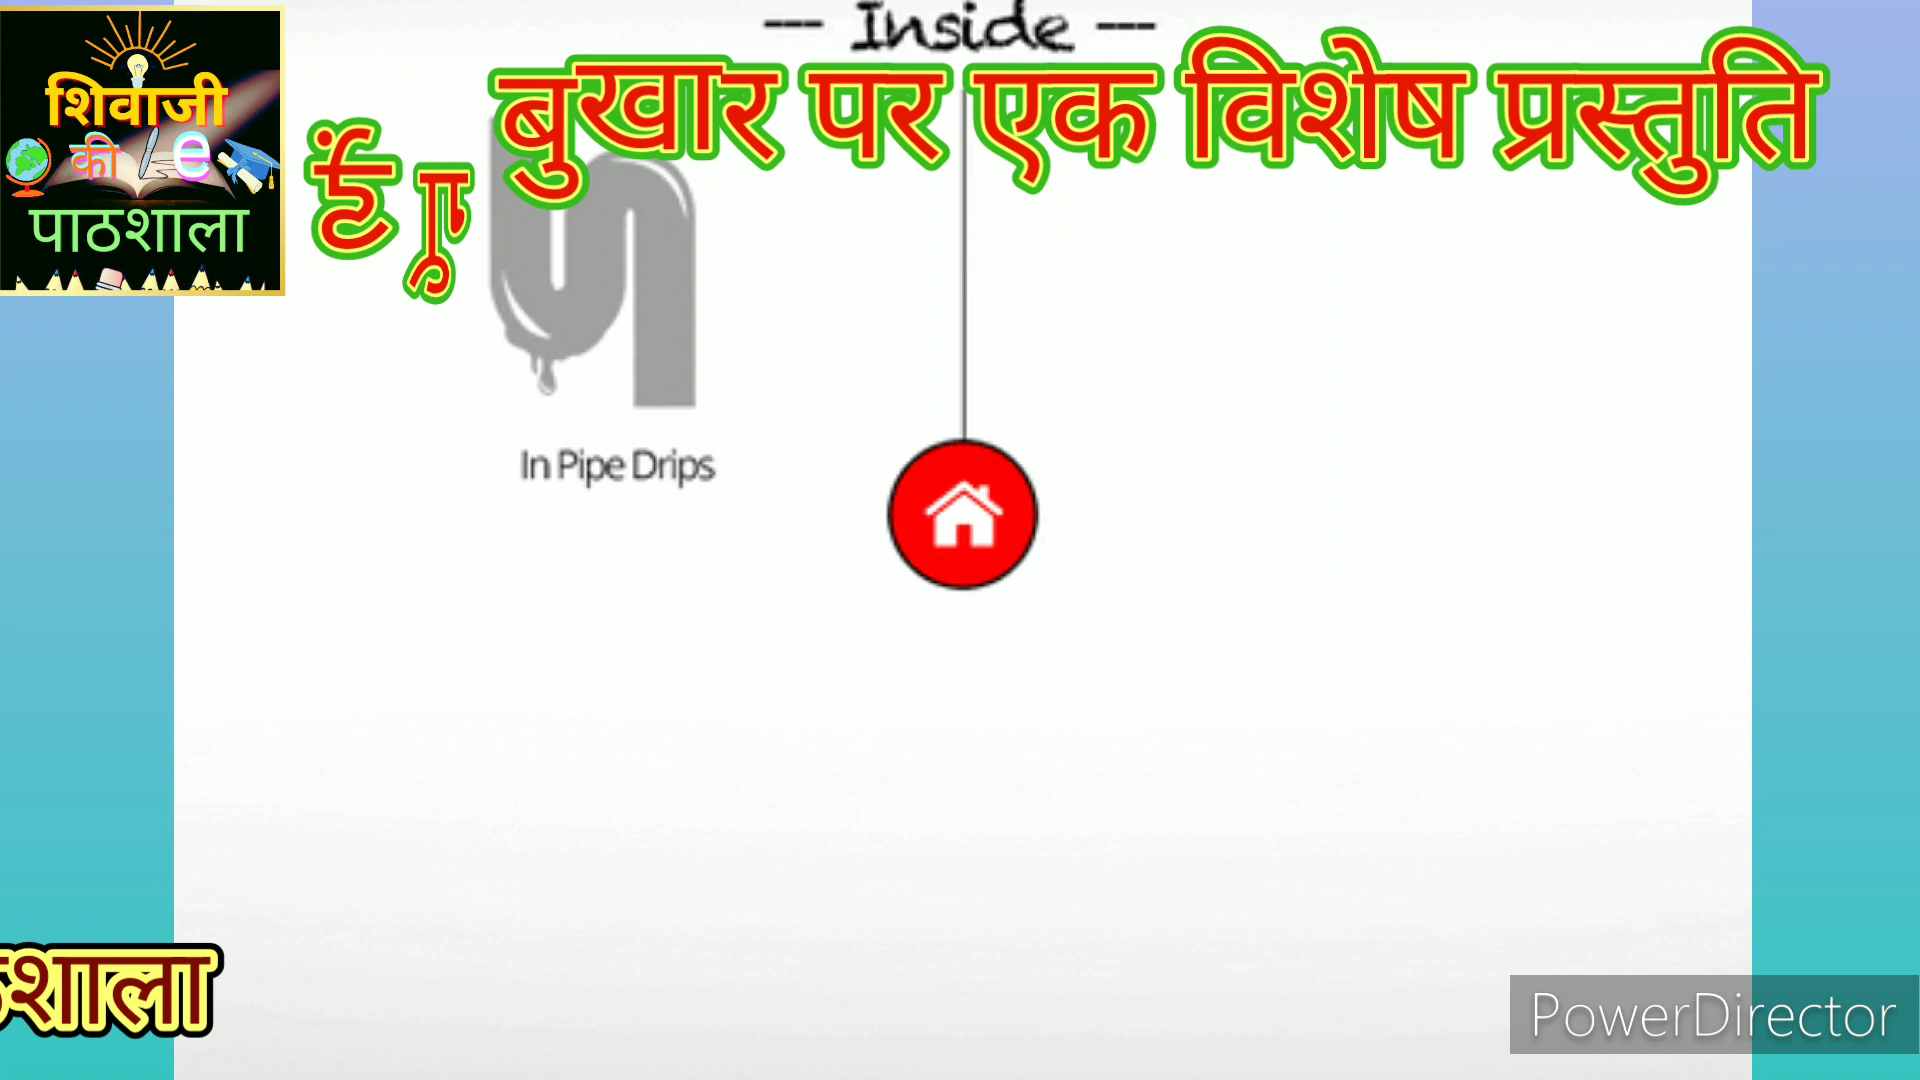 --- Inside ---
बुखार पर एक विशेष प्रस्तुति
शिवाजी
की e
पाठशाला
In Pipe Drips
शाला
PowerDirector